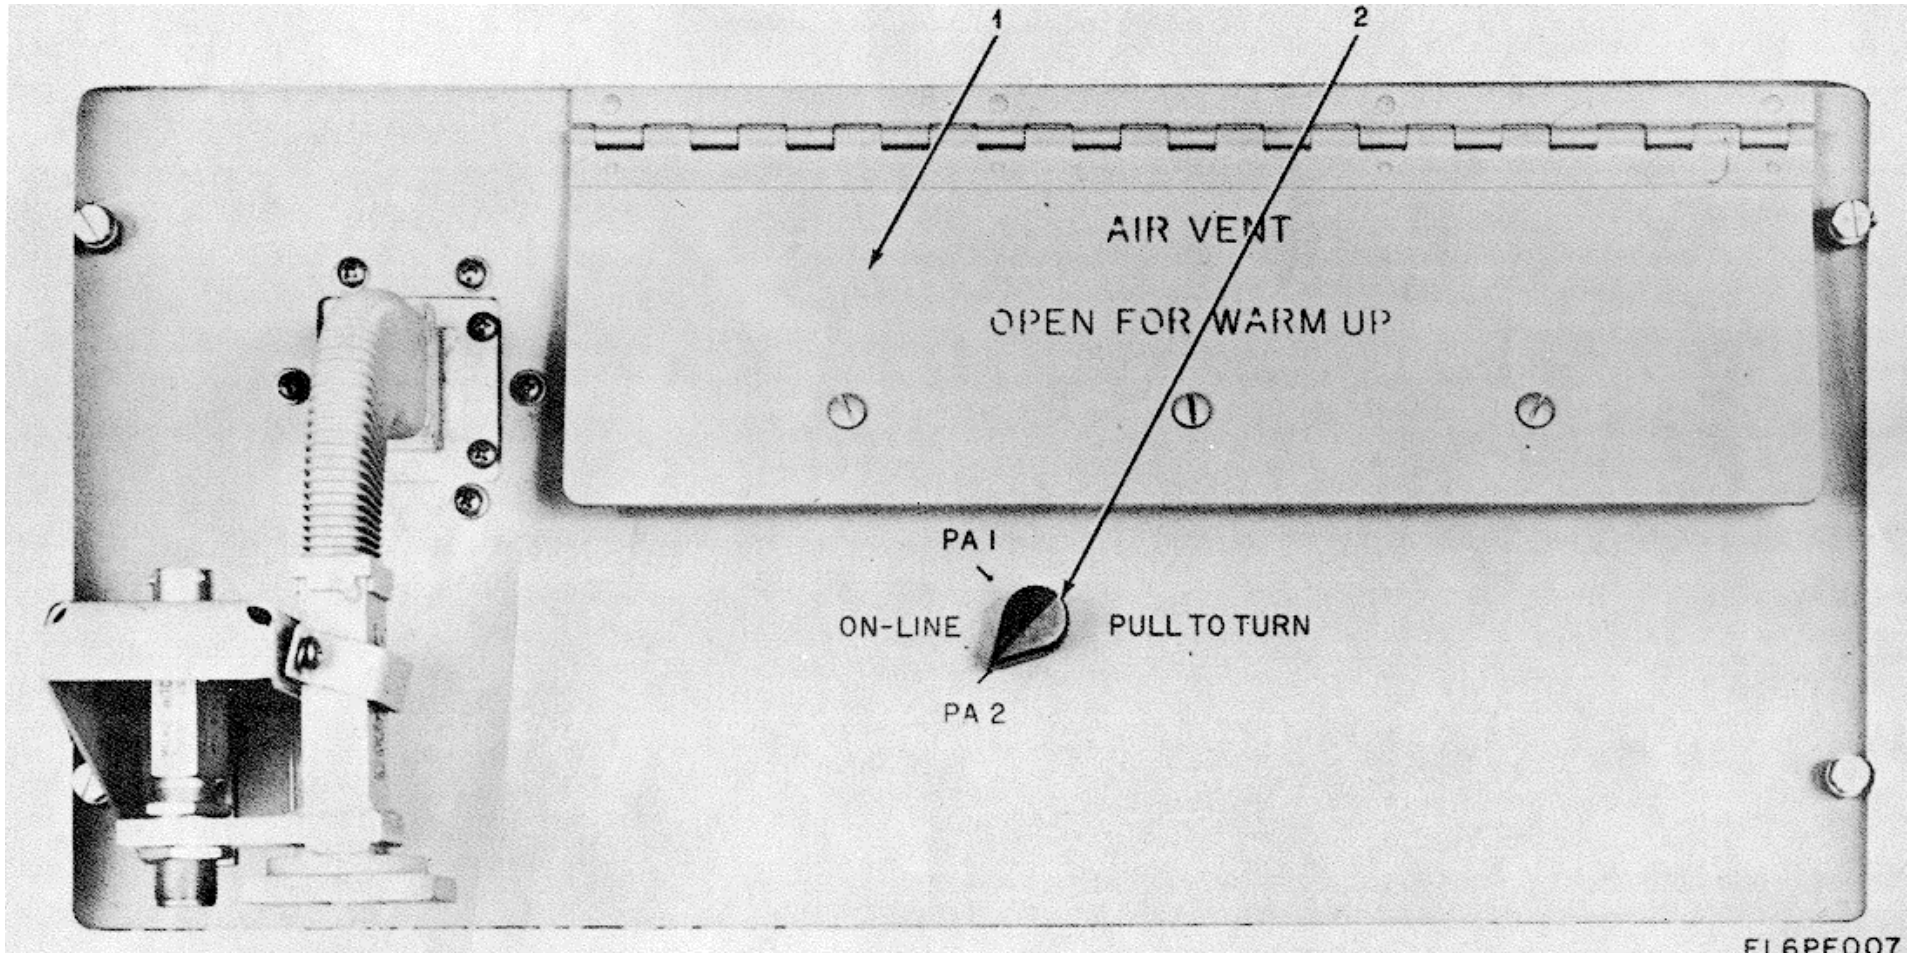 1 2
AIR VENT
OPEN FOR WARM UP
PA 1
ON-LINE PULL TO TURN
PA 2
EL6PE007